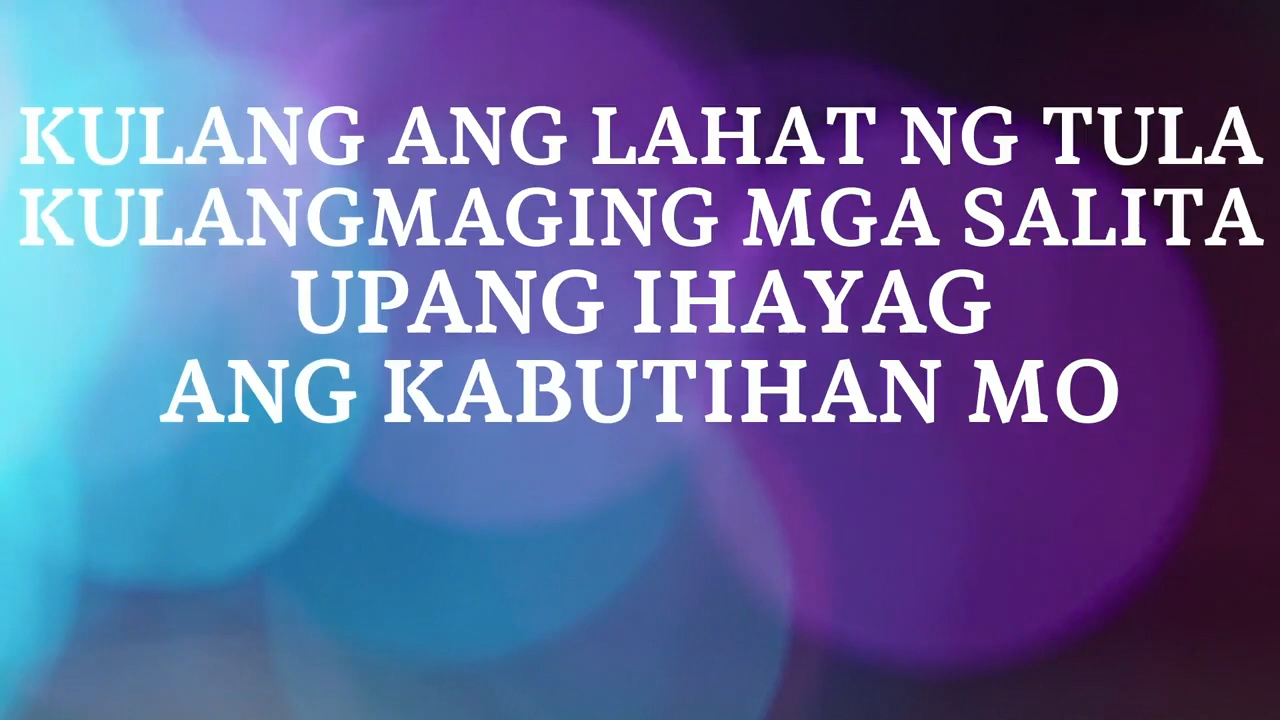 KULANG ANG LAHAT NG TULA
KULANGMAGING MGA SALITA
UPANG IHAYAG
ANG KABUTIHAN MO